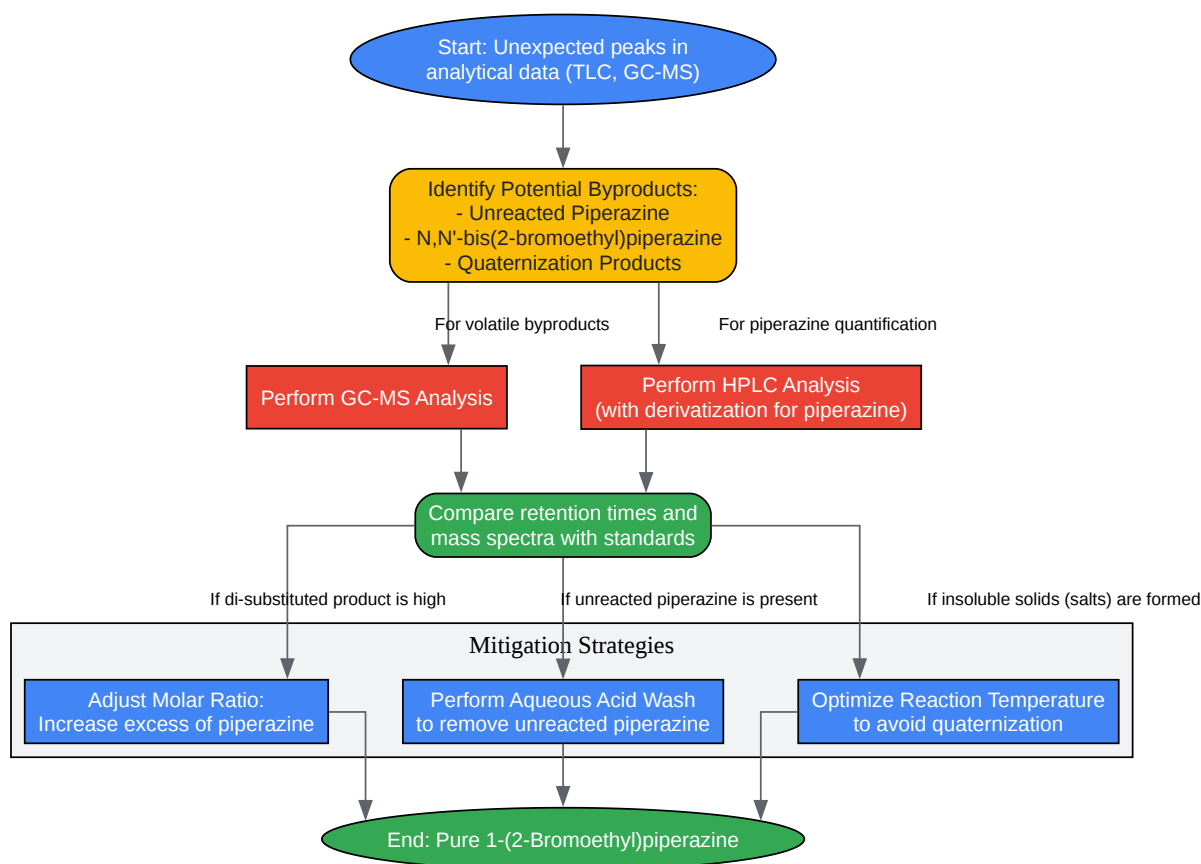 Start: Unexpected peaks in
analytical data (TLC, GC-MS)
Identify Potential Byproducts:
- Unreacted Piperazine
- N,N'-bis(2-bromoethyl)piperazine
- Quaternization Products
For volatile byproducts
For piperazine quantification
Perform GC-MS Analysis
Perform HPLC Analysis
(with derivatization for piperazine)
Compare retention times and
mass spectra with standards
If di-substituted product is high
If unreacted piperazine is present
If insoluble solids (salts) are formed
Mitigation Strategies
Adjust Molar Ratio:
Increase excess of piperazine
Perform Aqueous Acid Wash
to remove unreacted piperazine
Optimize Reaction Temperature
to avoid quaternization
End: Pure 1-(2-Bromoethyl)piperazine